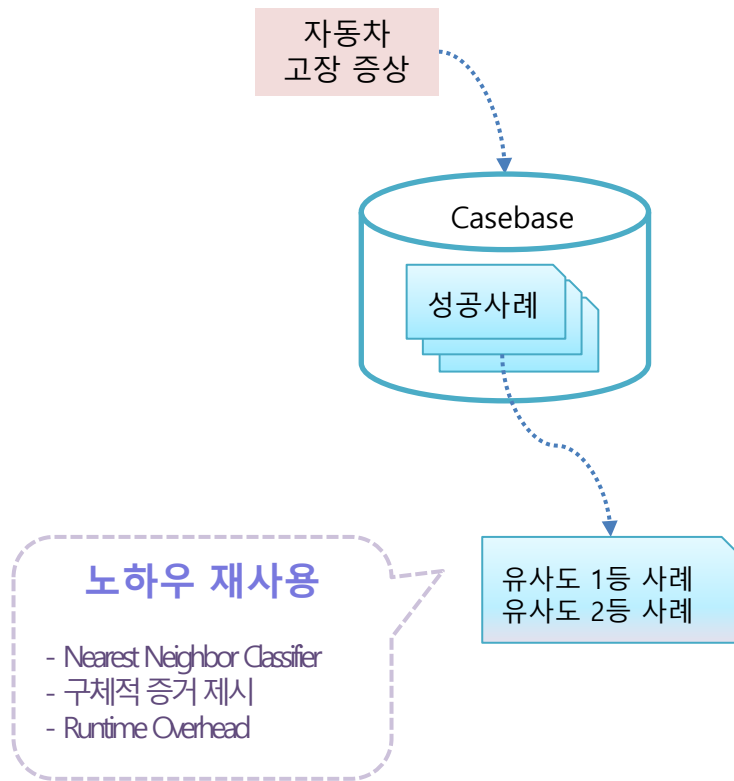 자동차
고장 증상
Casebase
성공사례
유사도 1등 사례
유사도 2등 사례
노하우 재사용
- Nearest Neighbor Classifier
- 구체적 증거 제시
- Runtime Overhead